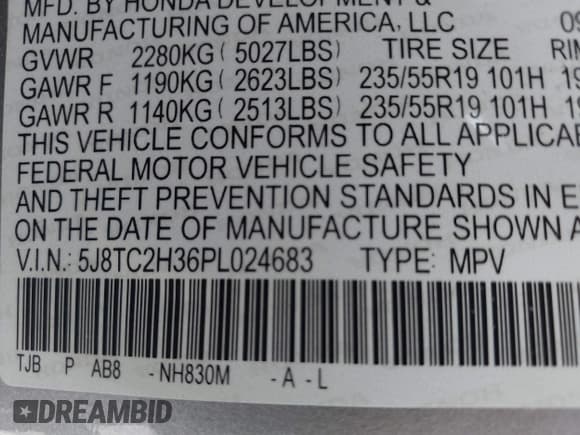 MFD. BY HONDA DEVELOPMENT &
MANUFACTURING OF AMERICA, LLC
GVWR 2280KG ( 5027LBS) TIRE SIZE
GAWR F 1190KG ( 2623LBS) 235/55R19 101H
GAWR R 1140KG ( 2513LBS) 235/55R19 101H
THIS VEHICLE CONFORMS TO ALL
FEDERAL MOTOR VEHICLE SAFETY
AND THEFT PREVENTION STANDARDS IN
ON THE DATE OF MANUFACTURE SHOWN
V.I.N.: 5J8TC2H36PL024683 TYPE: MPV
TJB P AB8 - NH830M - A - L
DREAMBID